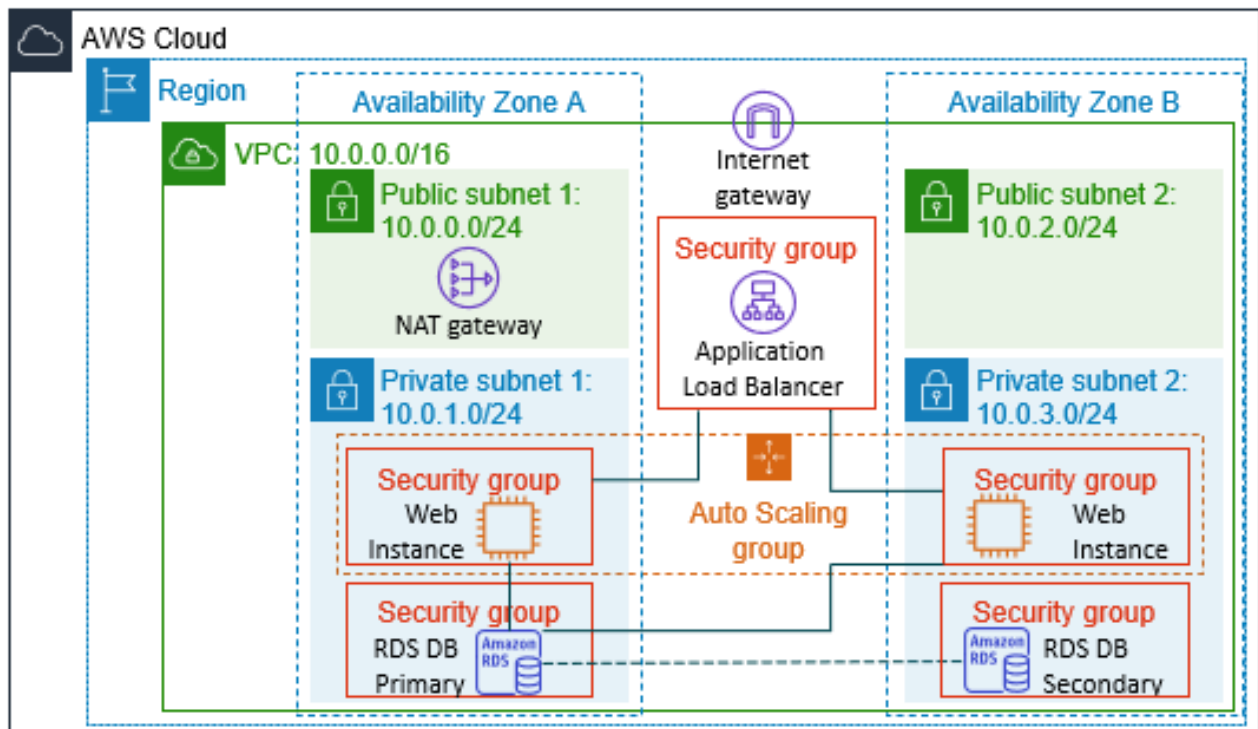 AWS Cloud
Region
Availability Zone A
Availability Zone B
VPC 10.0.0.0/16
Internet
gateway
Public subnet 1:
10.0.0.0/24
NAT gateway
Security group
Application
Load Balancer
Public subnet 2:
10.0.2.0/24
Private subnet 1:
10.0.1.0/24
Private subnet 2:
10.0.3.0/24
Security group
Web
Instance
Auto Scaling
group
Security group
Web
Instance
Security group
RDS DB
Primary
Amazon
RDS
Security group
Amazon
RDS
RDS DB
Secondary